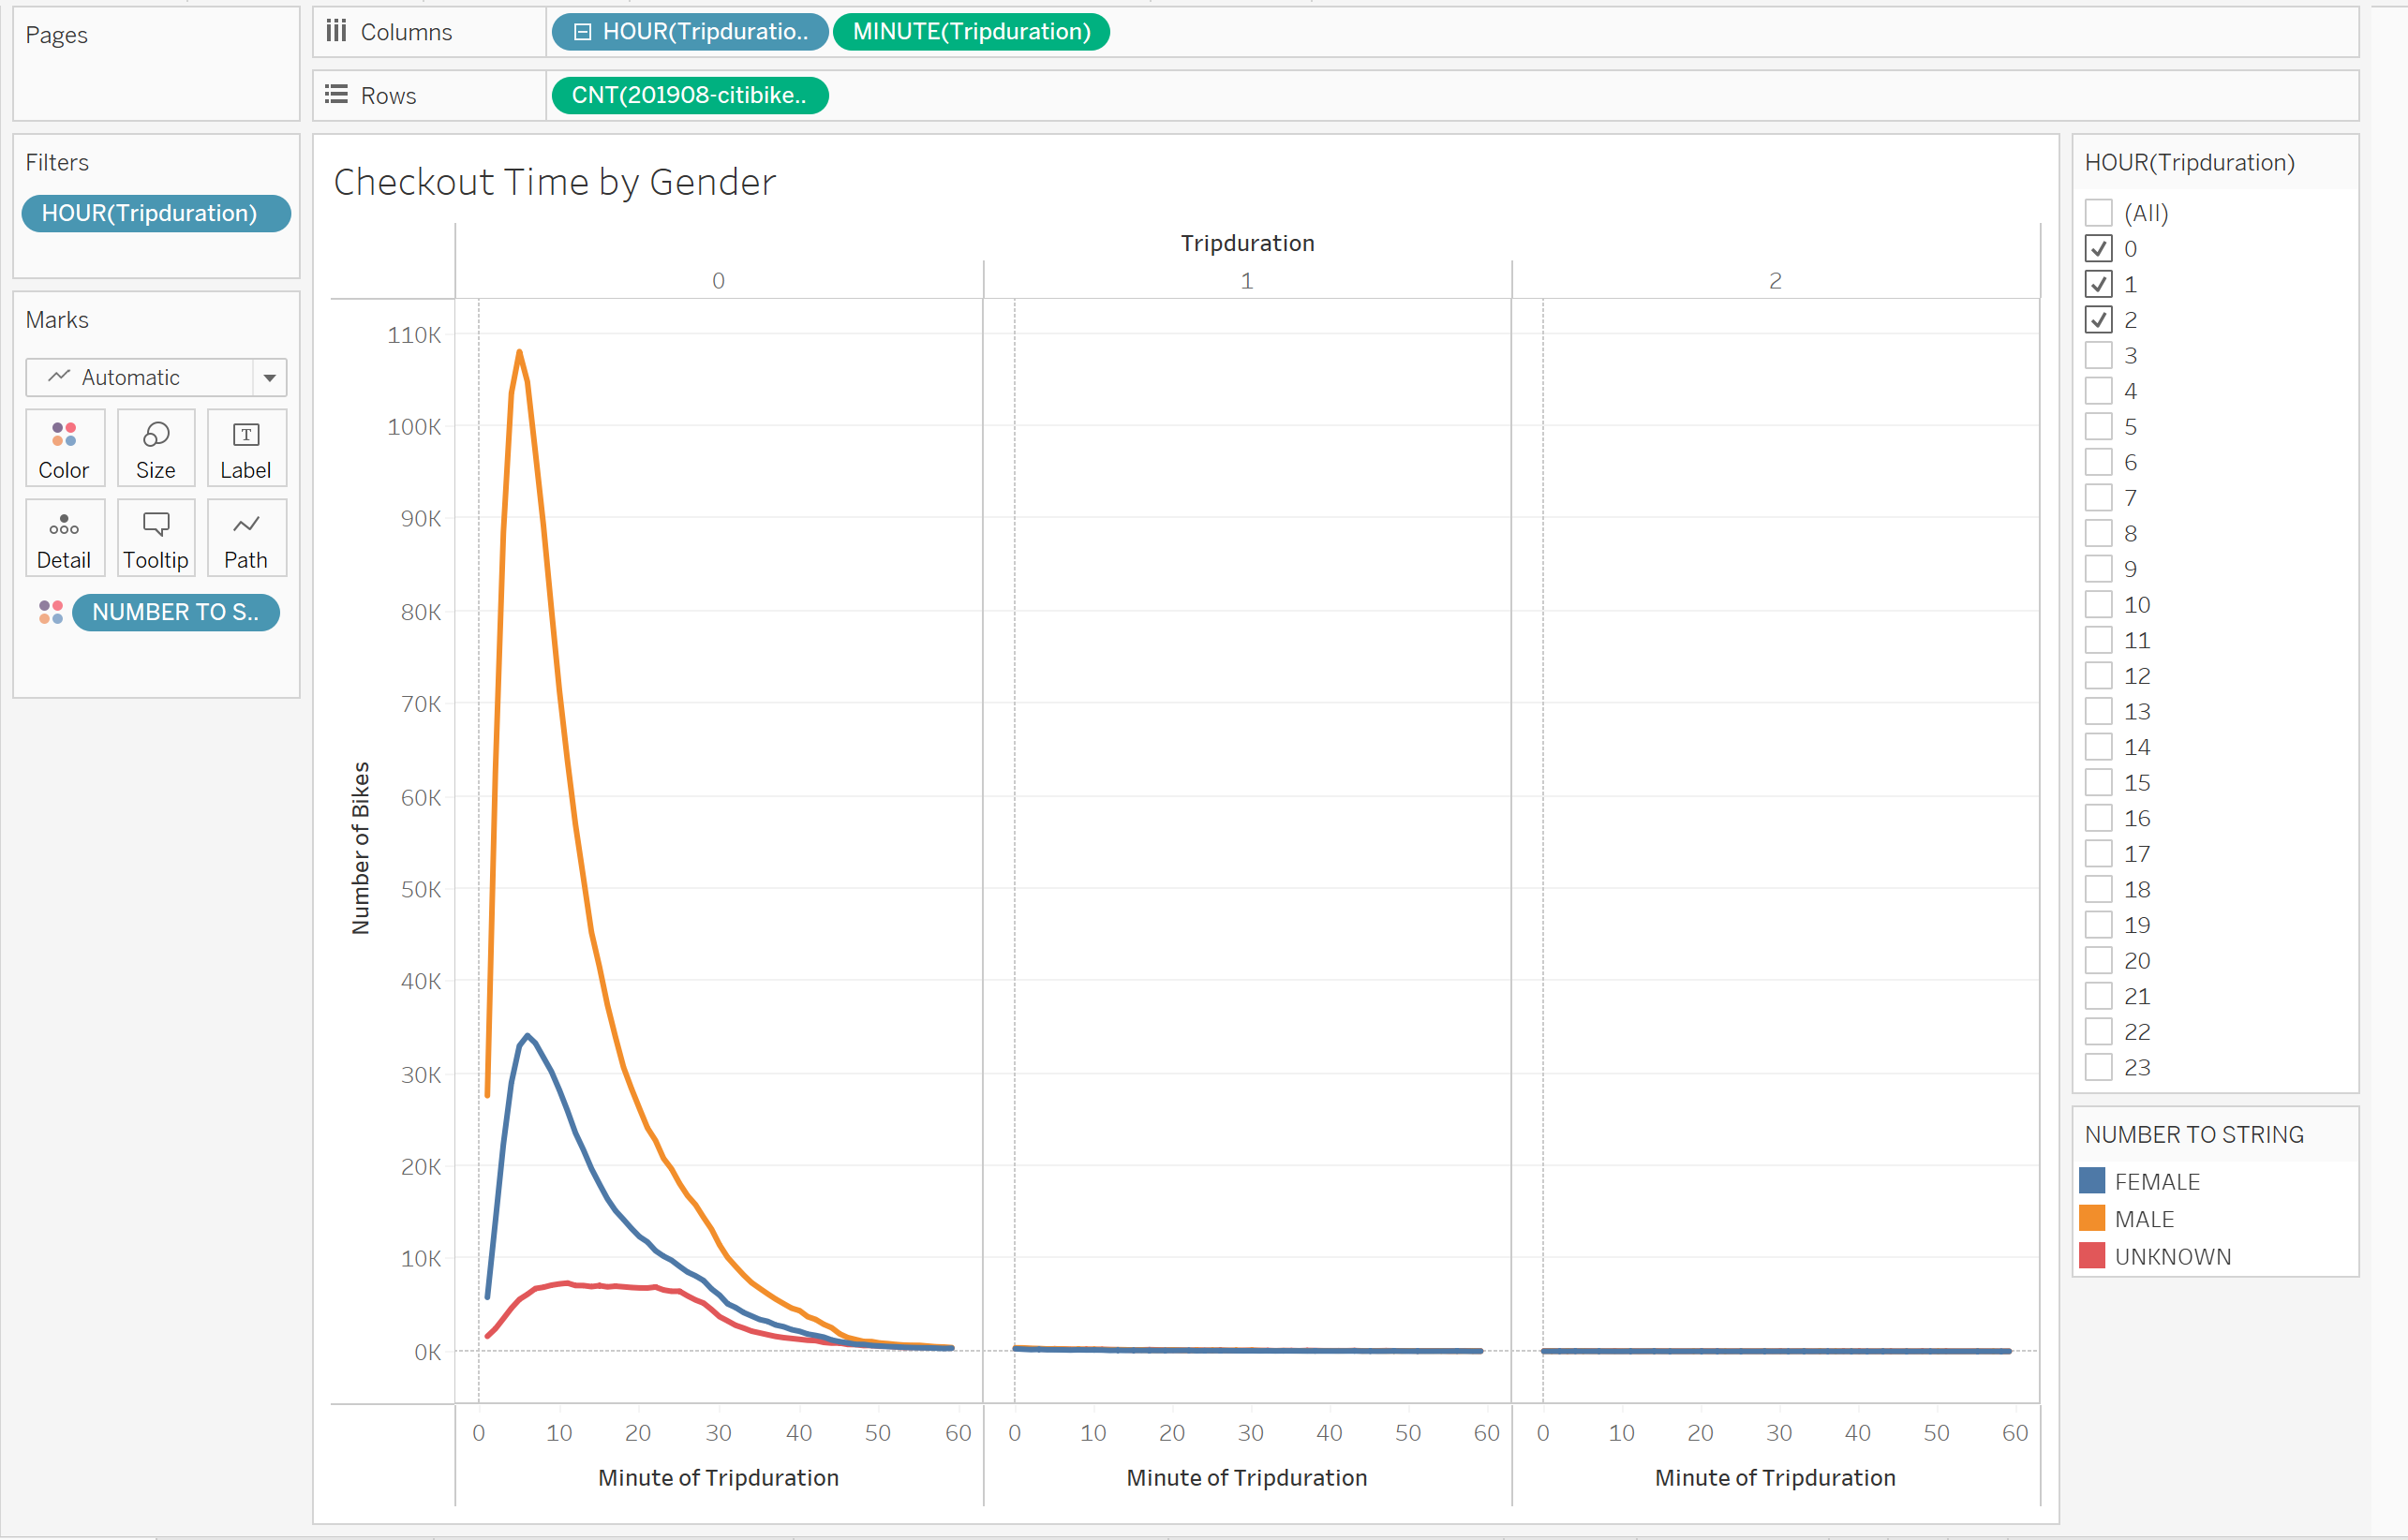 Pages
Columns
HOUR(Tripduratio..
MINUTE(Tripduration)
Rows
CNT(201908-citibike..
Filters
HOUR(Tripduration)
Marks
Automatic
Color
Size
Label
Detail
Tooltip
Path
NUMBER TO S..
Checkout Time by Gender
Tripduration
0
1
2
110K
100K
90K
80K
70K
60K
50K
40K
30K
20K
10K
0K
Number of Bikes
0 10 20 30 40 50 60
0 10 20 30 40 50 60
0 10 20 30 40 50 60
Minute of Tripduration
Minute of Tripduration
Minute of Tripduration
HOUR(Tripduration)
(All)
0
1
2
3
4
5
6
7
8
9
10
11
12
13
14
15
16
17
18
19
20
21
22
23
NUMBER TO STRING
FEMALE
MALE
UNKNOWN